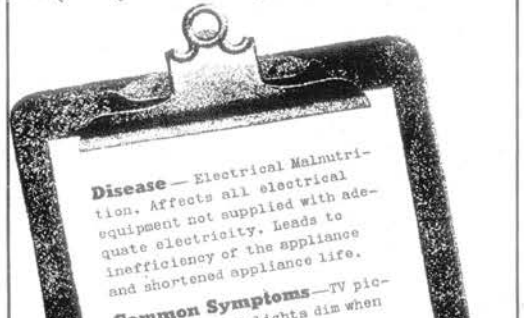 Disease — Electrical Malnutri-
tion. Affects all electrical
equipment not supplied with ade-
quate electricity. Leads to
inefficiency of the appliance
and shortened appliance life.
Common Symptoms—TV pic-
lights dim when